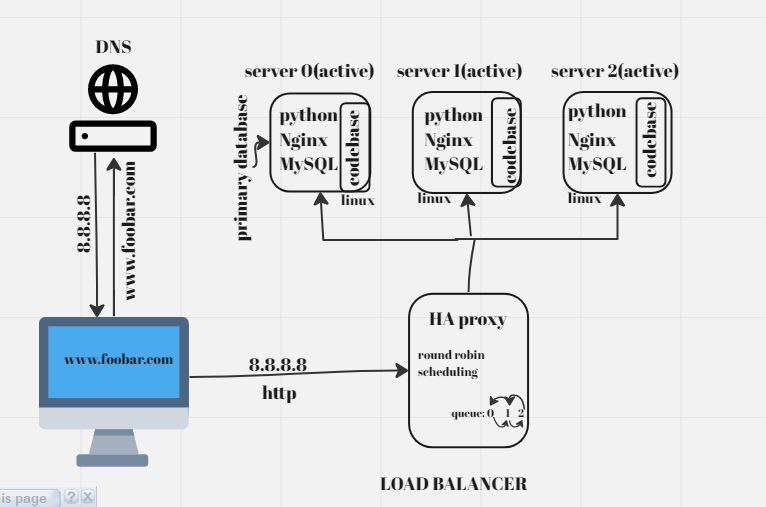 DNS
8.8.8.8
www.foobar.com
www.foobar.com
8.8.8.8
http
server 0(active)
python
Nginx
MySQL
codebase
linux
primary database
server 1(active)
python
Nginx
MySQL
codebase
linux
server 2(active)
python
Nginx
MySQL
codebase
linux
HA proxy
round robin
scheduling
queue: 0 1 2
LOAD BALANCER
is page ? X